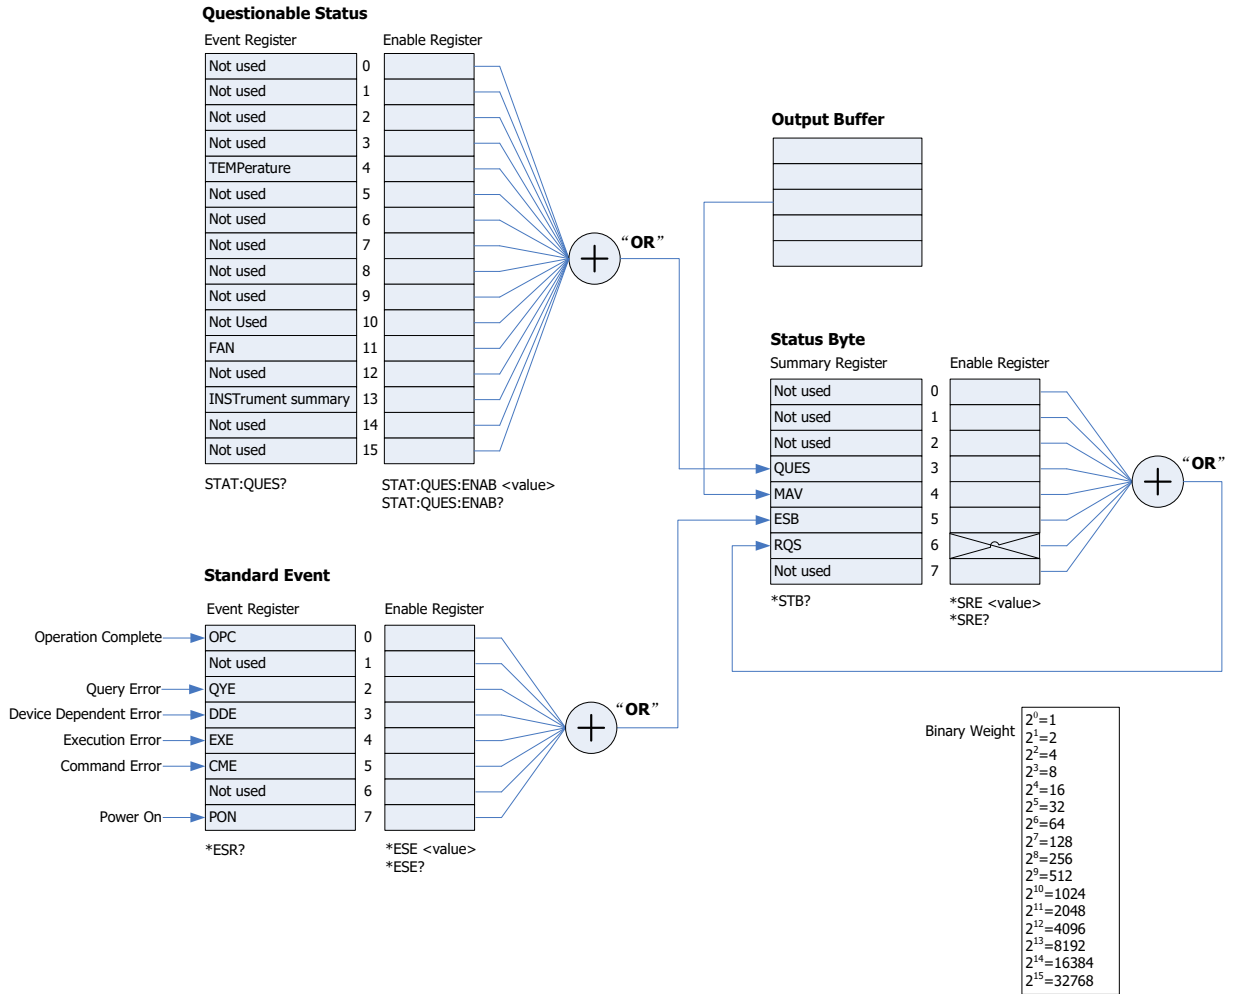 Questionable Status
Event Register
Enable Register
Not used 0
Not used 1
Not used 2
Not used 3
TEMPerature 4
Not used 5
Not used 6
Not used 7
Not used 8
Not used 9
Not Used 10
FAN 11
Not used 12
INSTrument summary 13
Not used 14
Not used 15
STAT:QUES?
STAT:QUES:ENAB <value>
STAT:QUES:ENAB?
“OR”
Output Buffer
Status Byte
Summary Register
Enable Register
Not used 0
Not used 1
Not used 2
QUES 3
MAV 4
ESB 5
RQS 6
Not used 7
*STB?
*SRE <value>
*SRE?
“OR”
Standard Event
Event Register
Enable Register
Operation Complete OPC 0
Not used 1
Query Error QYE 2
Device Dependent Error DDE 3
Execution Error EXE 4
Command Error CME 5
Not used 6
Power On PON 7
*ESR?
*ESE <value>
*ESE?
“OR”
Binary Weight
2⁰=1
2¹=2
2²=4
2³=8
2⁴=16
2⁵=32
2⁶=64
2⁷=128
2⁸=256
2⁹=512
2¹⁰=1024
2¹¹=2048
2¹²=4096
2¹³=8192
2¹⁴=16384
2¹⁵=32768